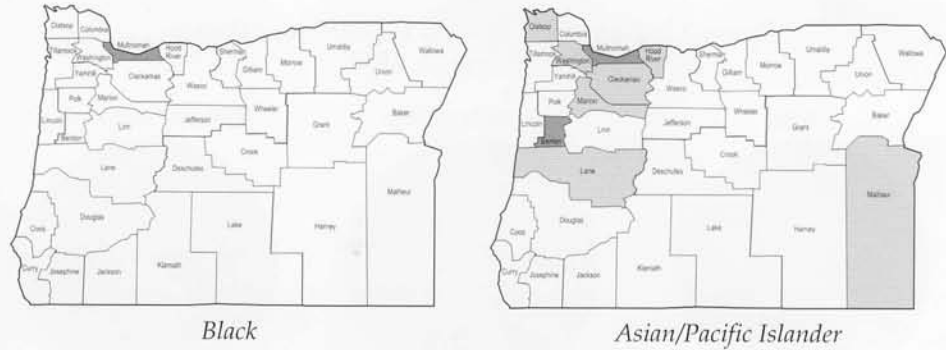 Clatsop
Columbia
Tillamook
Washington
Multnomah
Hood River
Sherman
Gilliam
Morrow
Umatilla
Wallowa
Union
Yamhill
Clackamas
Wasco
Polk
Marion
Wheeler
Jefferson
Grant
Baker
Lincoln
Benton
Linn
Crook
Lane
Deschutes
Malheur
Douglas
Coos
Lake
Harney
Curry
Josephine
Jackson
Klamath
Black
Clatsop
Columbia
Tillamook
Washington
Multnomah
Hood River
Sherman
Gilliam
Morrow
Umatilla
Wallowa
Union
Yamhill
Clackamas
Wasco
Polk
Marion
Wheeler
Jefferson
Grant
Baker
Lincoln
Benton
Linn
Crook
Lane
Deschutes
Malheur
Douglas
Coos
Lake
Harney
Curry
Josephine
Jackson
Klamath
Asian/Pacific Islander